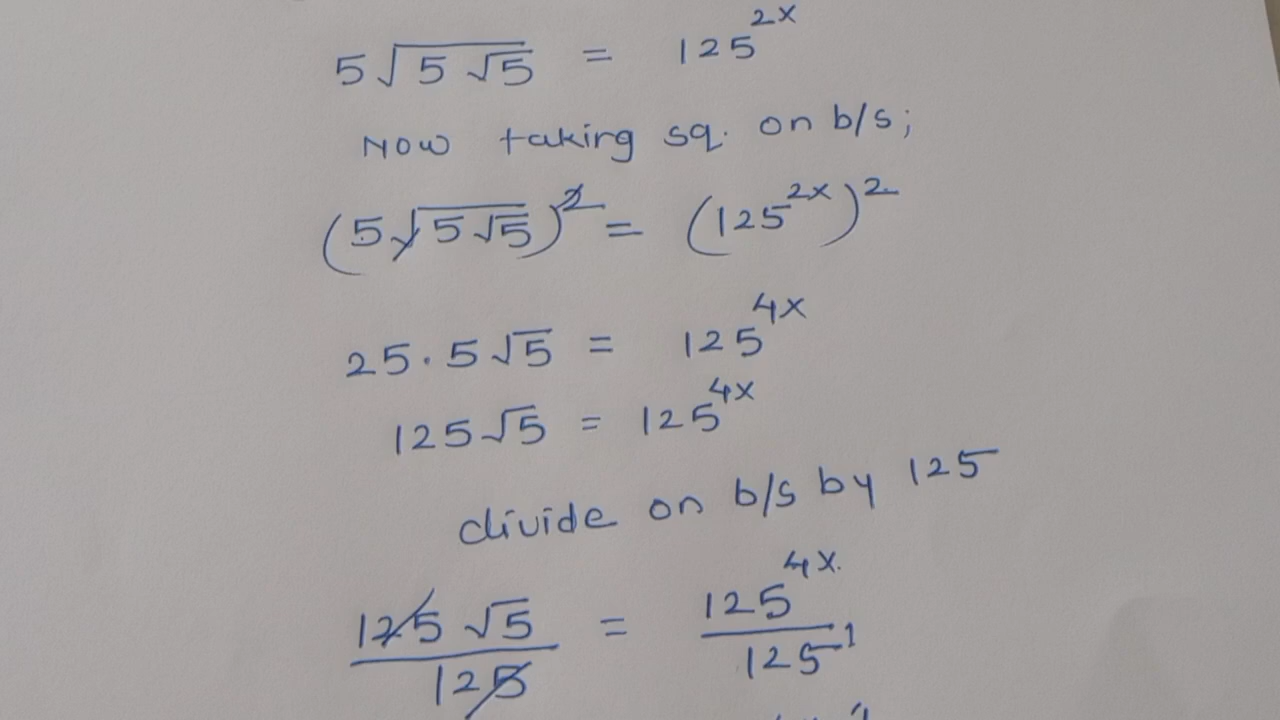 5√(5√5) = 125^2x
Now taking sq. on b/s;
(5√(5√5))^2 = (125^2x)^2
25.5√5 = 125^4x
125√5 = 125^4x
divide on b/s by 125
125√5/125 = 125^4x./125^1